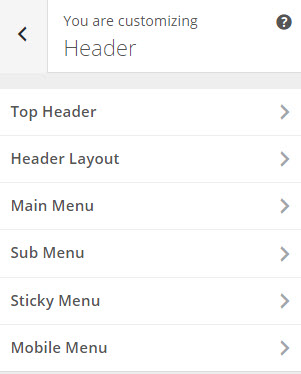 You are customizing
Header
Top Header
Header Layout
Main Menu
Sub Menu
Sticky Menu
Mobile Menu